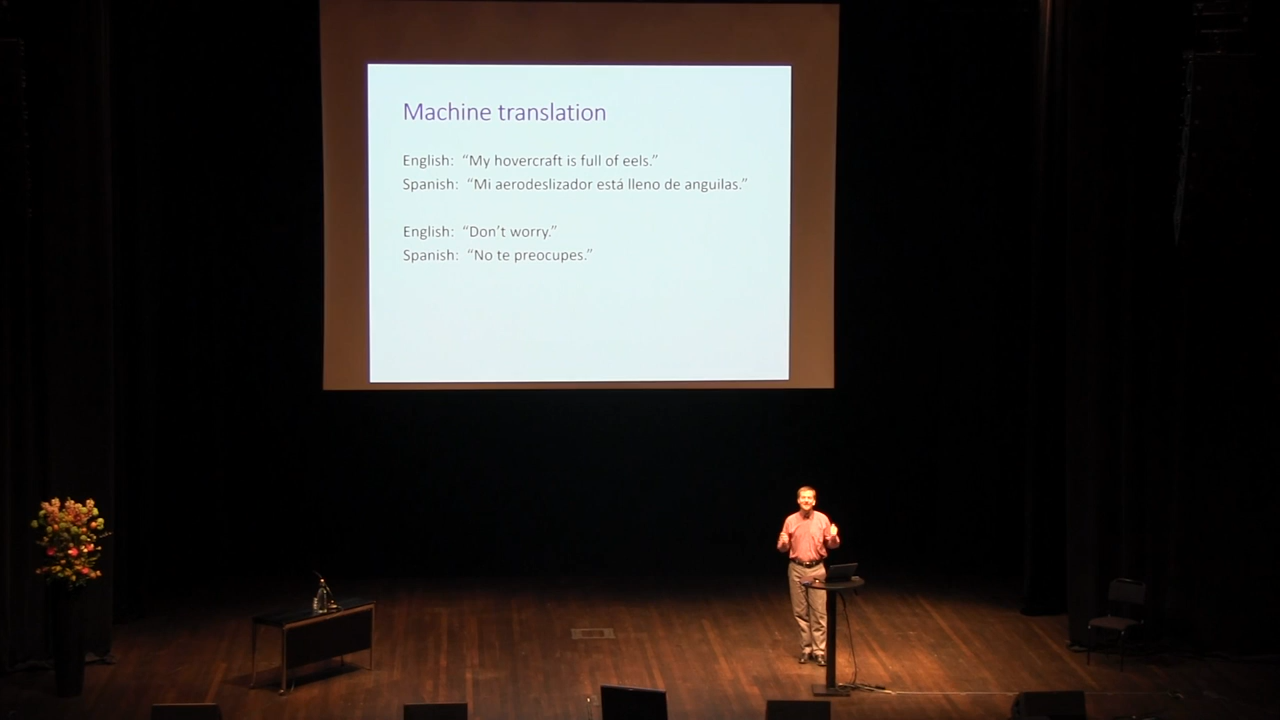 Machine translation
English:  “My hovercraft is full of eels.”
Spanish:  “Mi aerodeslizador está lleno de anguilas.”
English:  “Don’t worry.”
Spanish:  “No te preocupes.”